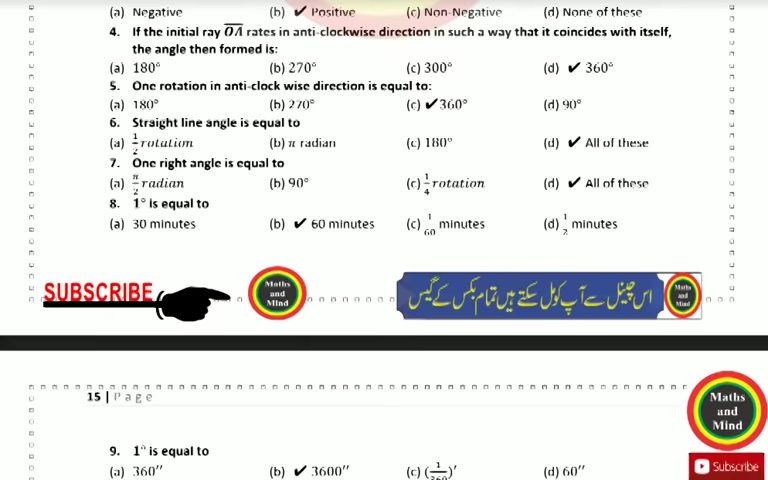 (a) Negative (b) ✔ Positive (c) Non-Negative (d) None of these
4. If the initial ray OA rates in anti-clockwise direction in such a way that it coincides with itself,
the angle then formed is:
(a) 180° (b) 270° (c) 300° (d) ✔ 360°
5. One rotation in anti-clock wise direction is equal to:
(a) 180° (b) 270° (c) ✔360° (d) 90°
6. Straight line angle is equal to
(a) 1/2 rotation (b) π radian (c) 180° (d) ✔ All of these
7. One right angle is equal to
(a) π/2 radian (b) 90° (c) 1/4 rotation (d) ✔ All of these
8. 1° is equal to
(a) 30 minutes (b) ✔ 60 minutes (c) 1/60 minutes (d) 1/2 minutes
SUBSCRIBE
Maths
and
Mind
اس چینل سے آپ کو مل سکتے ہیں تمام بکس کے گیس
Maths
and
Mind
15 | Page
Maths
and
Mind
Subscribe
9. 1° is equal to
(a) 360′′ (b) ✔ 3600′′ (c) (1/360)′ (d) 60′′